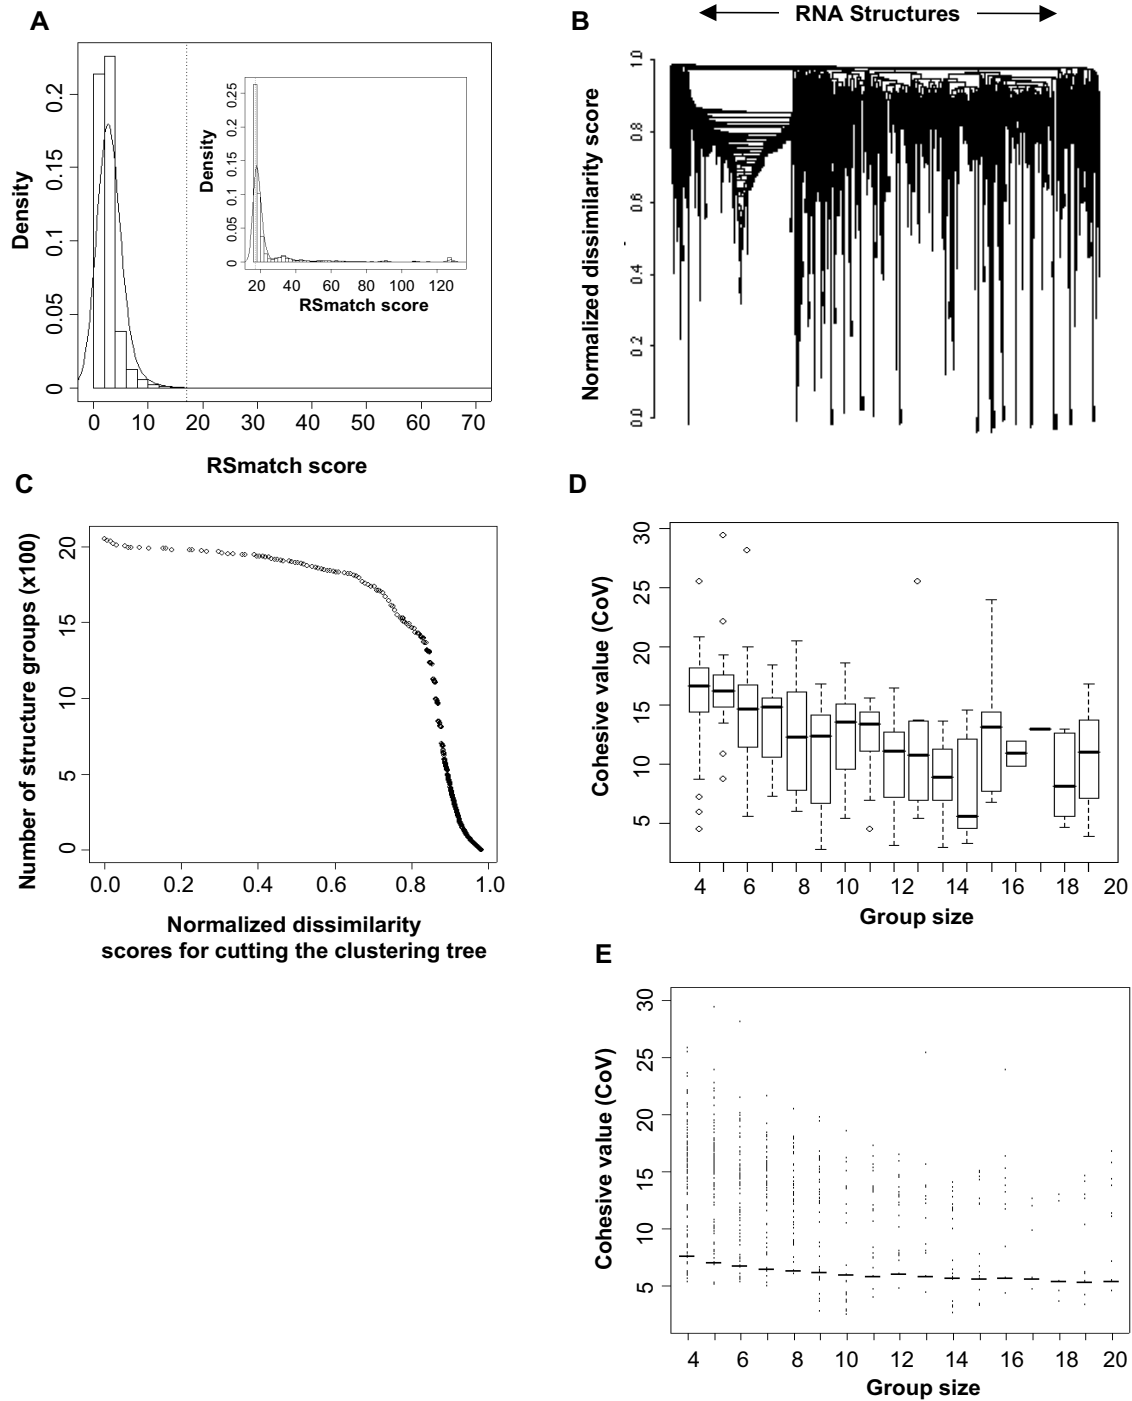 A
Density
0
0.05
0.1
0.15
0.2
0 10 20 30 40 50 60 70
RSmatch score
Density
0
0.05
0.1
0.15
0.2
0.25
20 40 60 80 100 120
RSmatch score
B
RNA Structures
Normalized dissimilarity score
0.0
0.2
0.4
0.6
0.8
1.0
C
Number of structure groups (x100)
0
5
10
15
20
0.0 0.2 0.4 0.6 0.8 1.0
Normalized dissimilarity
scores for cutting the clustering tree
D
Cohesive value (CoV)
5
10
15
20
25
30
4 6 8 10 12 14 16 18 20
Group size
E
Cohesive value (CoV)
5
10
15
20
25
30
4 6 8 10 12 14 16 18 20
Group size